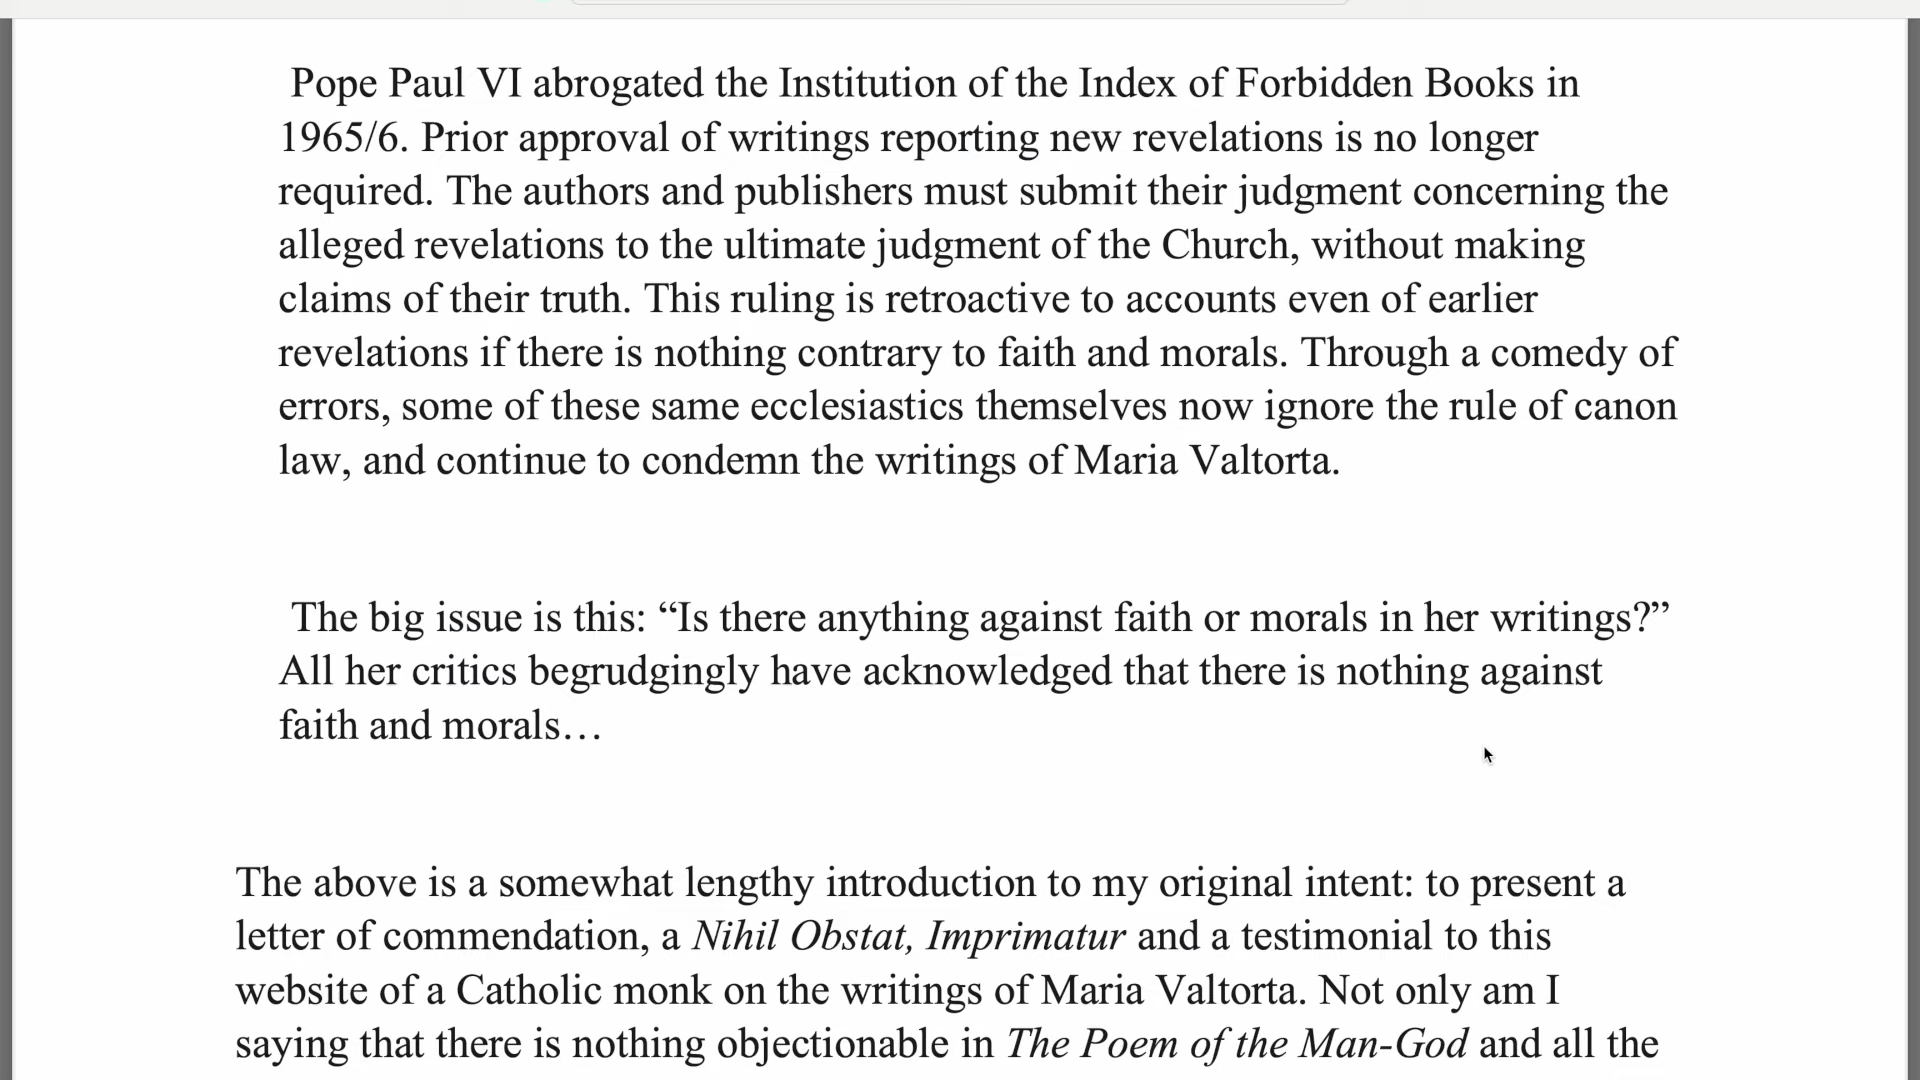 Pope Paul VI abrogated the Institution of the Index of Forbidden Books in
1965/6. Prior approval of writings reporting new revelations is no longer
required. The authors and publishers must submit their judgment concerning the
alleged revelations to the ultimate judgment of the Church, without making
claims of their truth. This ruling is retroactive to accounts even of earlier
revelations if there is nothing contrary to faith and morals. Through a comedy of
errors, some of these same ecclesiastics themselves now ignore the rule of canon
law, and continue to condemn the writings of Maria Valtorta.
The big issue is this: “Is there anything against faith or morals in her writings?”
All her critics begrudgingly have acknowledged that there is nothing against
faith and morals…
The above is a somewhat lengthy introduction to my original intent: to present a
letter of commendation, a Nihil Obstat, Imprimatur and a testimonial to this
website of a Catholic monk on the writings of Maria Valtorta. Not only am I
saying that there is nothing objectionable in The Poem of the Man-God and all the